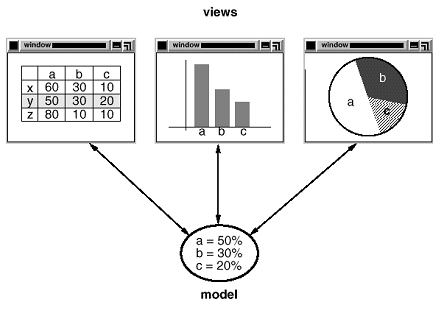 views
window
a b c
x 60 30 10
y 50 30 20
z 80 10 10
window
a b c
window
a
b
c
a = 50%
b = 30%
c = 20%
model